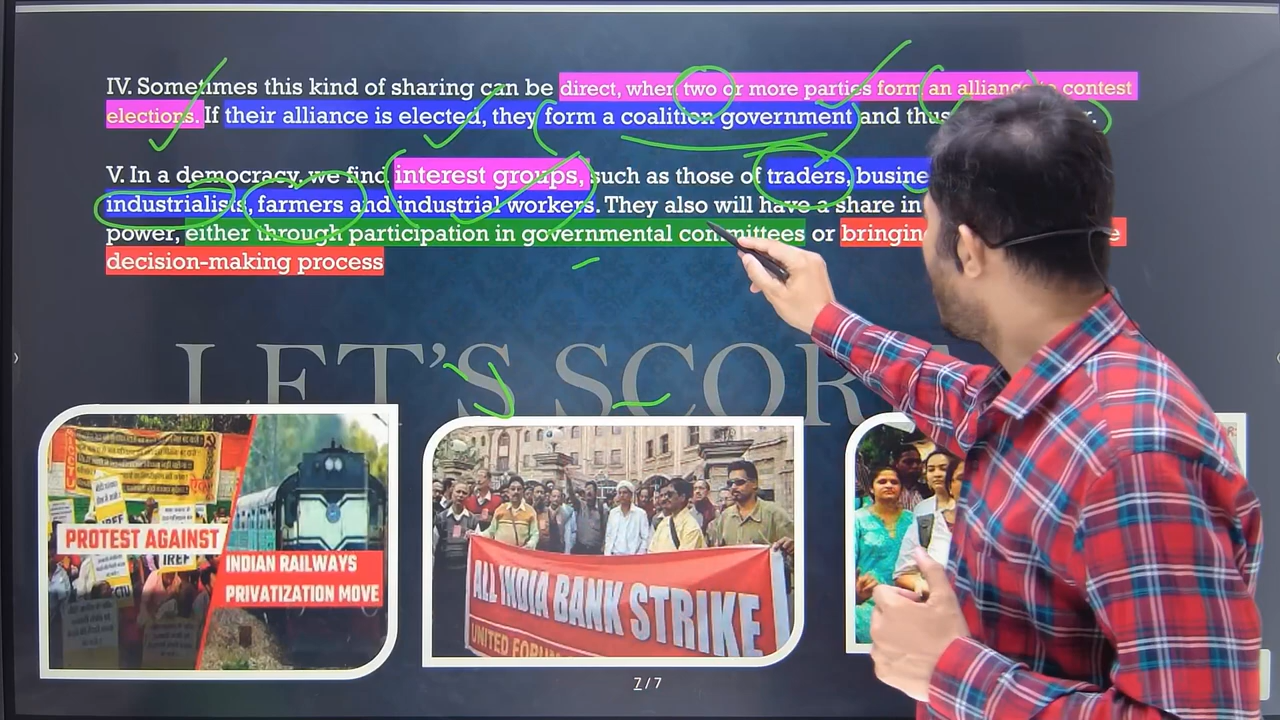 IV. Sometimes this kind of sharing can be direct, when two or more parties form an alliance to contest
elections. If their alliance is elected, they form a coalition government and thus
V. In a democracy, we find interest groups, such as those of traders, busine
industrialists, farmers and industrial workers. They also will have a share in
power, either through participation in governmental committees or bringing
decision-making process
LET'S SCOR
PROTEST AGAINST
IREF
INDIAN RAILWAYS
PRIVATIZATION MOVE
ALL INDIA BANK STRIKE
UNITED FORUM
7/7